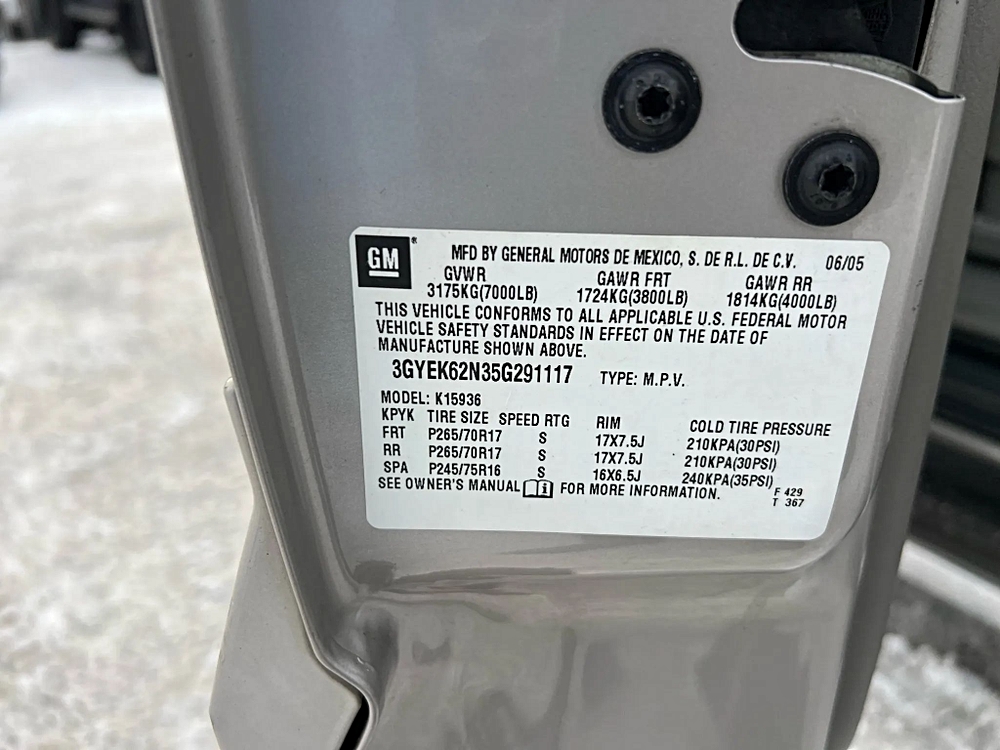 GM ®
MFD BY GENERAL MOTORS DE MEXICO, S. DE R.L. DE C.V. 06/05
GVWR GAWR FRT GAWR RR
3175KG(7000LB) 1724KG(3800LB) 1814KG(4000LB)
THIS VEHICLE CONFORMS TO ALL APPLICABLE U.S. FEDERAL MOTOR
VEHICLE SAFETY STANDARDS IN EFFECT ON THE DATE OF
MANUFACTURE SHOWN ABOVE.
3GYEK62N35G291117 TYPE: M.P.V.
MODEL: K15936
KPYK TIRE SIZE SPEED RTG RIM COLD TIRE PRESSURE
FRT P265/70R17 S 17X7.5J 210KPA(30PSI)
RR P265/70R17 S 17X7.5J 210KPA(30PSI)
SPA P245/75R16 S 16X6.5J 240KPA(35PSI)
SEE OWNER'S MANUAL FOR MORE INFORMATION. F 429
T 367